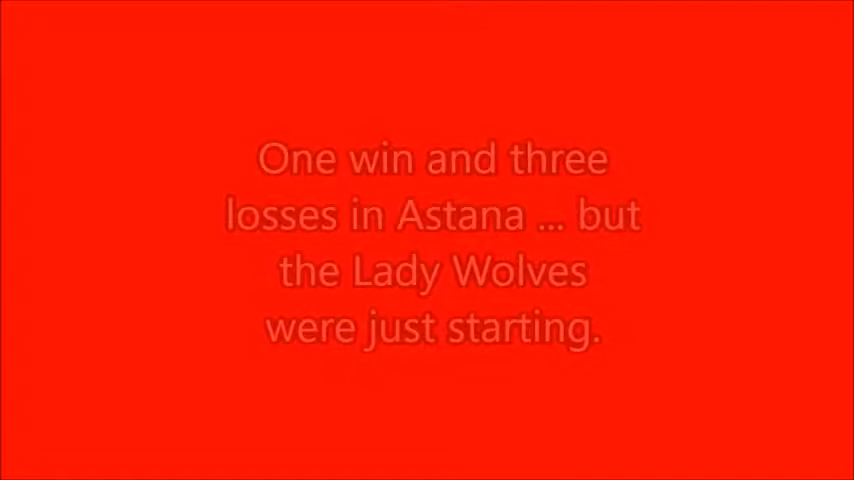 One win and three
losses in Astana ... but
the Lady Wolves
were just starting.